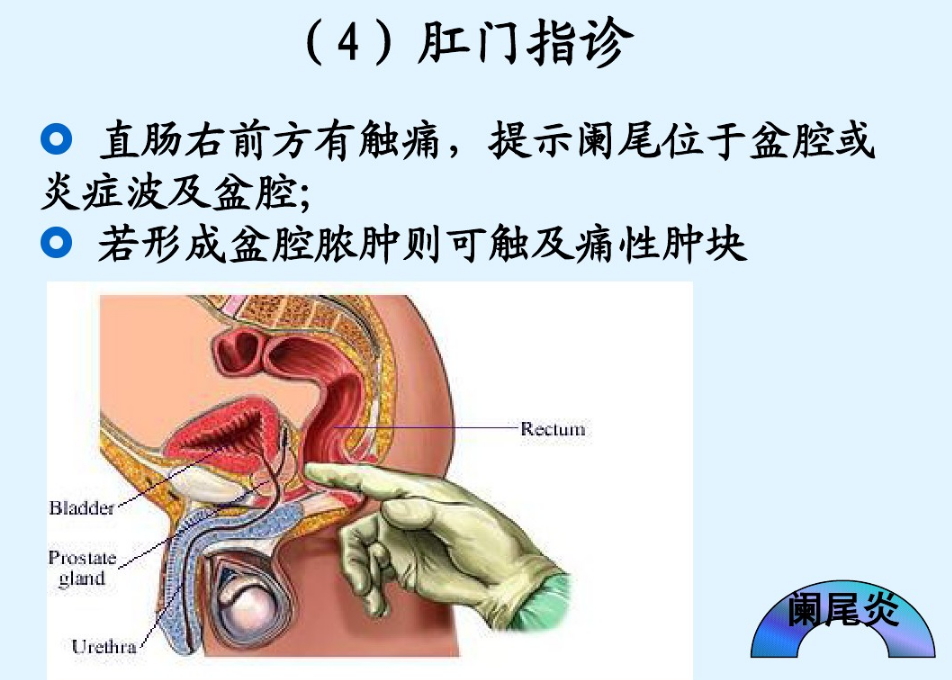 （4）肛门指诊
直肠右前方有触痛，提示阑尾位于盆腔或
炎症波及盆腔;
若形成盆腔脓肿则可触及痛性肿块
Rectum
Bladder
Prostate
gland
Urethra
阑尾炎